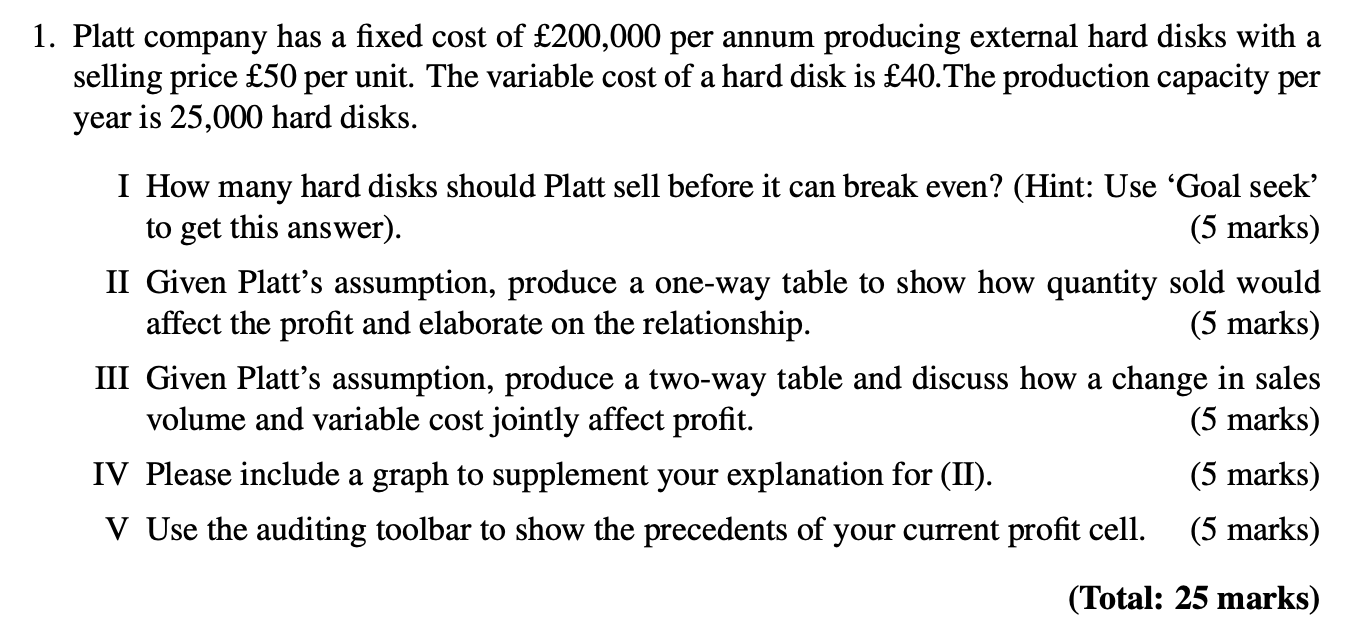 1. Platt company has a fixed cost of £200,000 per annum producing external hard disks with a
selling price £50 per unit. The variable cost of a hard disk is £40.The production capacity per
year is 25,000 hard disks.
I How many hard disks should Platt sell before it can break even? (Hint: Use ‘Goal seek’
to get this answer). (5 marks)
II Given Platt’s assumption, produce a one-way table to show how quantity sold would
affect the profit and elaborate on the relationship. (5 marks)
III Given Platt’s assumption, produce a two-way table and discuss how a change in sales
volume and variable cost jointly affect profit. (5 marks)
IV Please include a graph to supplement your explanation for (II). (5 marks)
V Use the auditing toolbar to show the precedents of your current profit cell. (5 marks)
(Total: 25 marks)